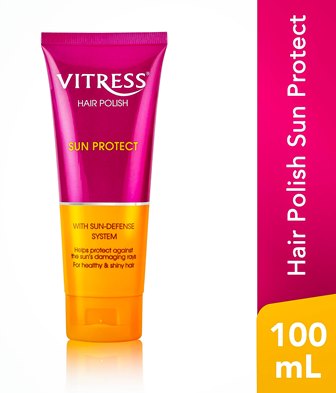 VITRESS®
HAIR POLISH
SUN PROTECT
WITH SUN-DEFENSE
SYSTEM
Helps protect against
the sun's damaging rays
For healthy & shiny hair
Hair Polish Sun Protect
100
mL